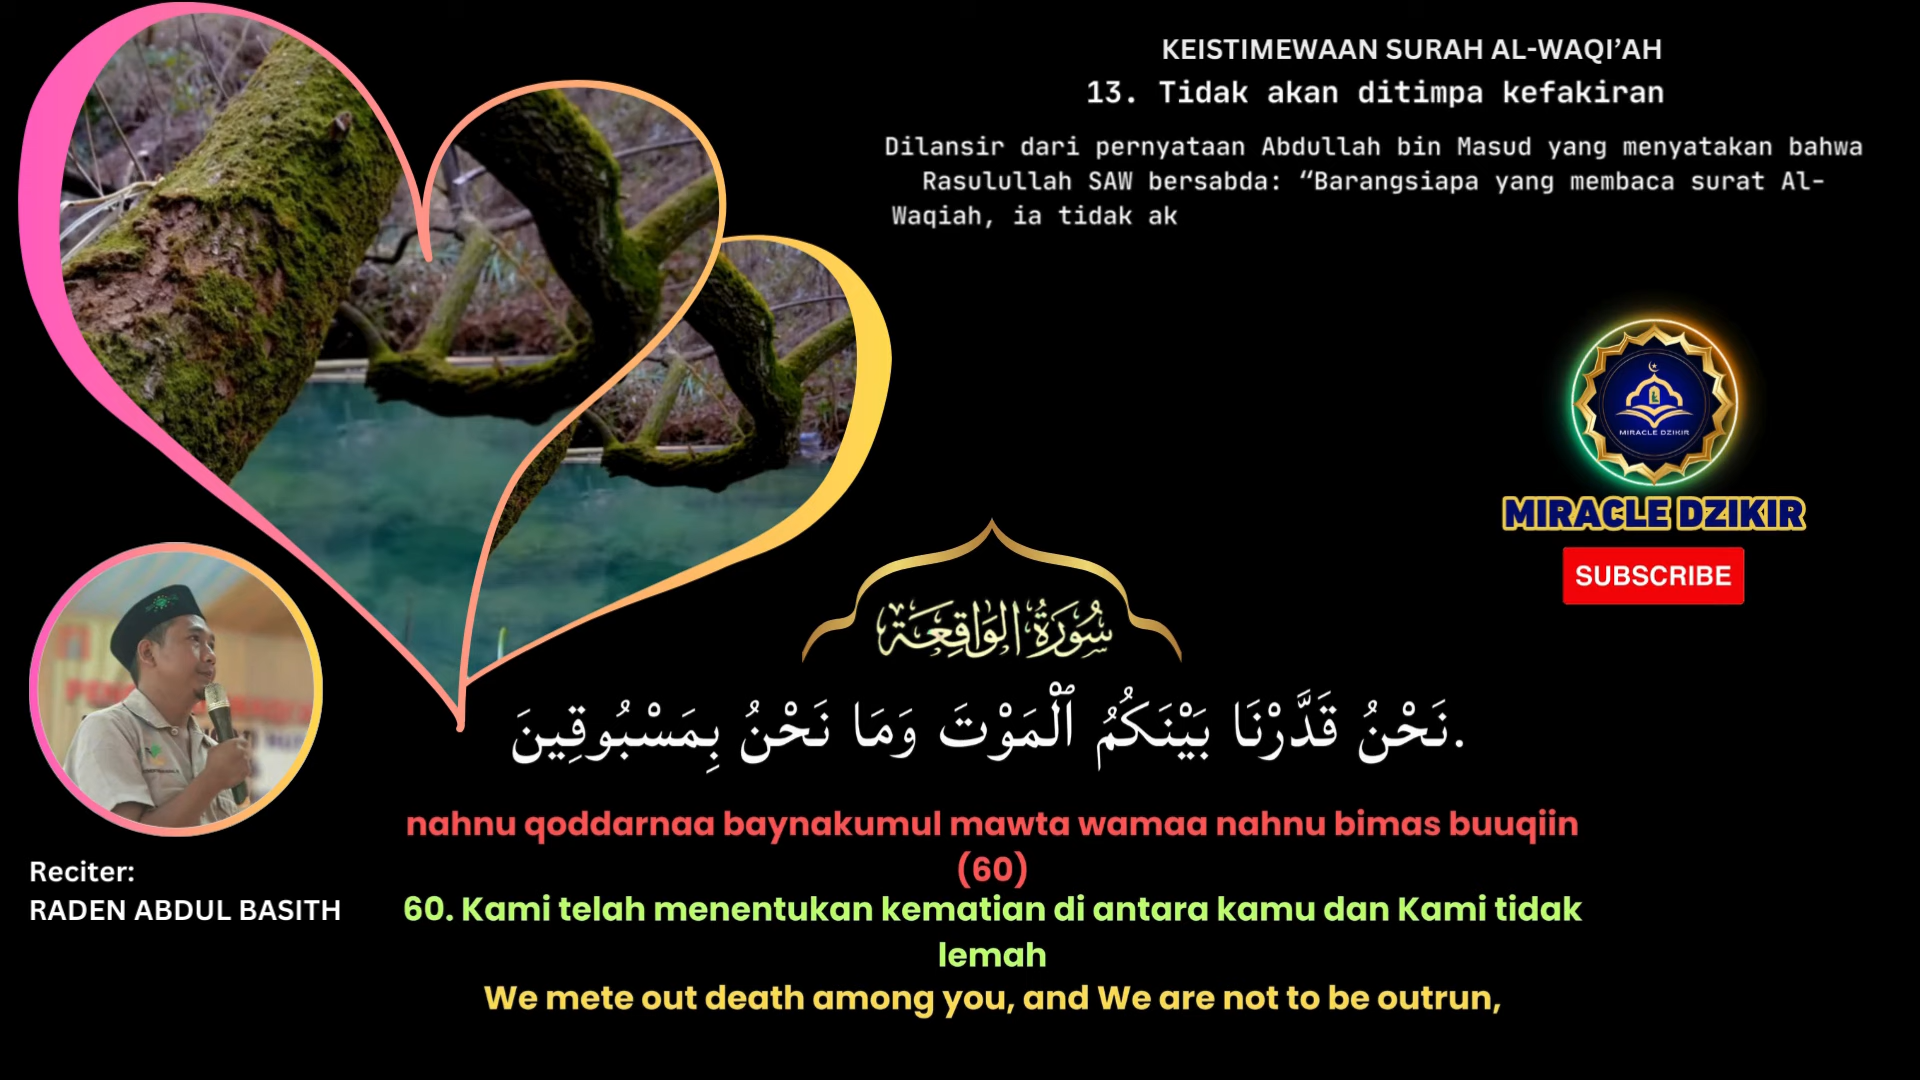 KEISTIMEWAAN SURAH AL-WAQI’AH
13. Tidak akan ditimpa kefakiran
Dilansir dari pernyataan Abdullah bin Masud yang menyatakan bahwa
Rasulullah SAW bersabda: “Barangsiapa yang membaca surat Al-
Waqiah, ia tidak ak
MIRACLE DZIKIR
MIRACLE DZIKIR
SUBSCRIBE
سُورَةُ الوَاقِعَة
نَحْنُ قَدَّرْنَا بَيْنَكُمُ ٱلْمَوْتَ وَمَا نَحْنُ بِمَسْبُوقِينَ.
nahnu qoddarnaa baynakumul mawta wamaa nahnu bimas buuqiin
(60)
60. Kami telah menentukan kematian di antara kamu dan Kami tidak
lemah
We mete out death among you, and We are not to be outrun,
Reciter:
RADEN ABDUL BASITH